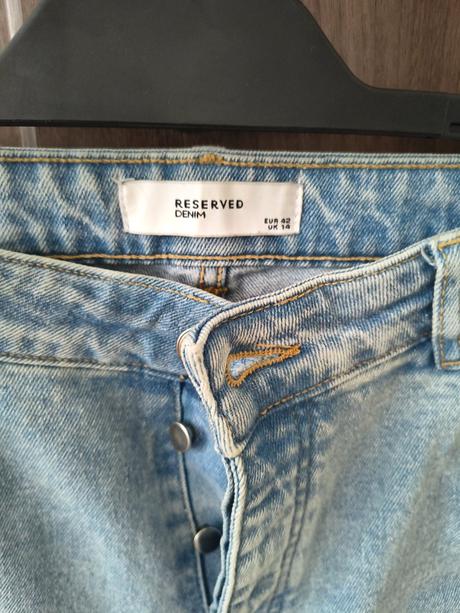 RESERVED
DENIM
EUR 42
UK 14